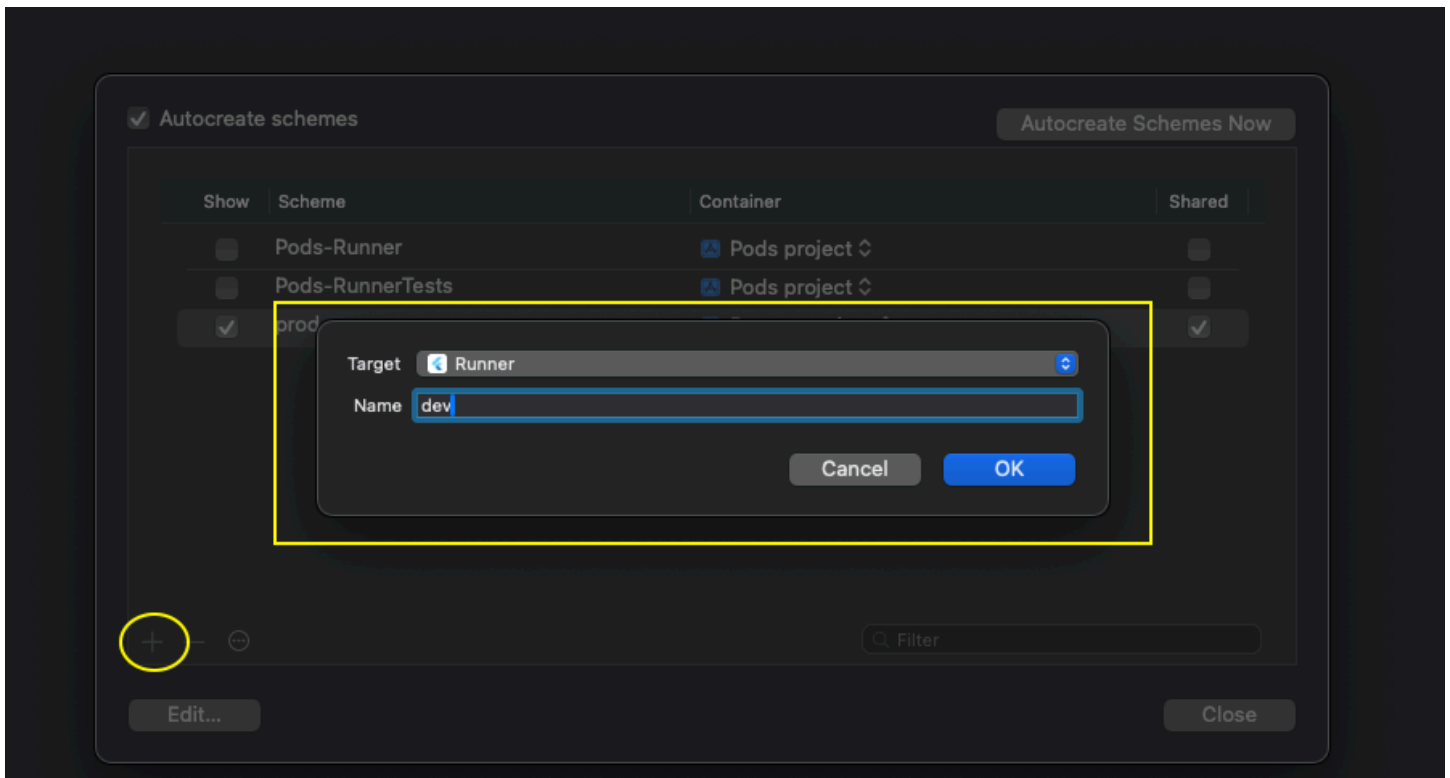 Autocreate schemes
Autocreate Schemes Now
Show Scheme Container Shared
Pods-Runner Pods project
Pods-RunnerTests Pods project
prod
Target Runner
Name dev
Cancel OK
Filter
Edit... Close